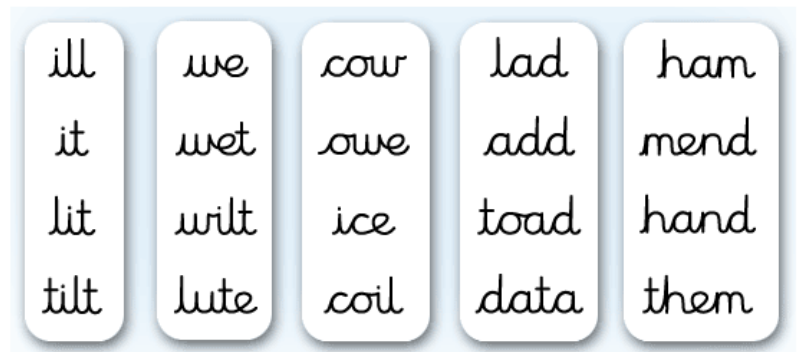 ill
it
lit
tilt
we
wet
wilt
lute
cow
owe
ice
coil
lad
add
toad
data
ham
mend
hand
them